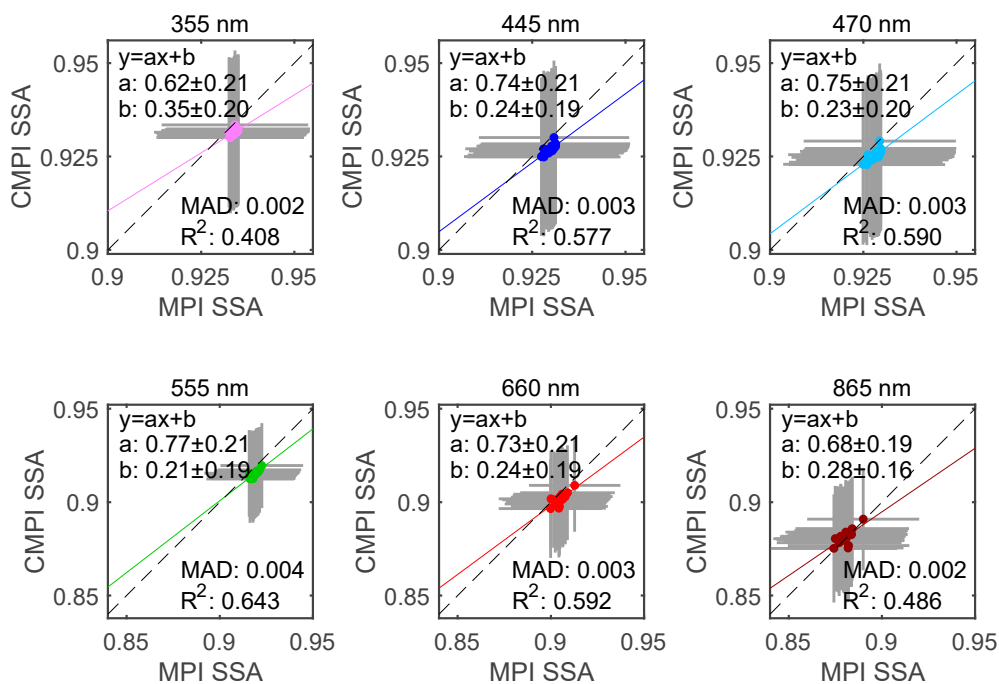 355 nm
y=ax+b
a: 0.62±0.21
b: 0.35±0.20
MAD: 0.002
R²: 0.408
0.95
0.925
0.9
0.9
0.925
0.95
CMPI SSA
MPI SSA
445 nm
y=ax+b
a: 0.74±0.21
b: 0.24±0.19
MAD: 0.003
R²: 0.577
0.95
0.925
0.9
0.9
0.925
0.95
CMPI SSA
MPI SSA
470 nm
y=ax+b
a: 0.75±0.21
b: 0.23±0.20
MAD: 0.003
R²: 0.590
0.95
0.925
0.9
0.9
0.925
0.95
CMPI SSA
MPI SSA
555 nm
y=ax+b
a: 0.77±0.21
b: 0.21±0.19
MAD: 0.004
R²: 0.643
0.95
0.9
0.85
0.85
0.9
0.95
CMPI SSA
MPI SSA
660 nm
y=ax+b
a: 0.73±0.21
b: 0.24±0.19
MAD: 0.003
R²: 0.592
0.95
0.9
0.85
0.85
0.9
0.95
CMPI SSA
MPI SSA
865 nm
y=ax+b
a: 0.68±0.19
b: 0.28±0.16
MAD: 0.002
R²: 0.486
0.95
0.9
0.85
0.85
0.9
0.95
CMPI SSA
MPI SSA